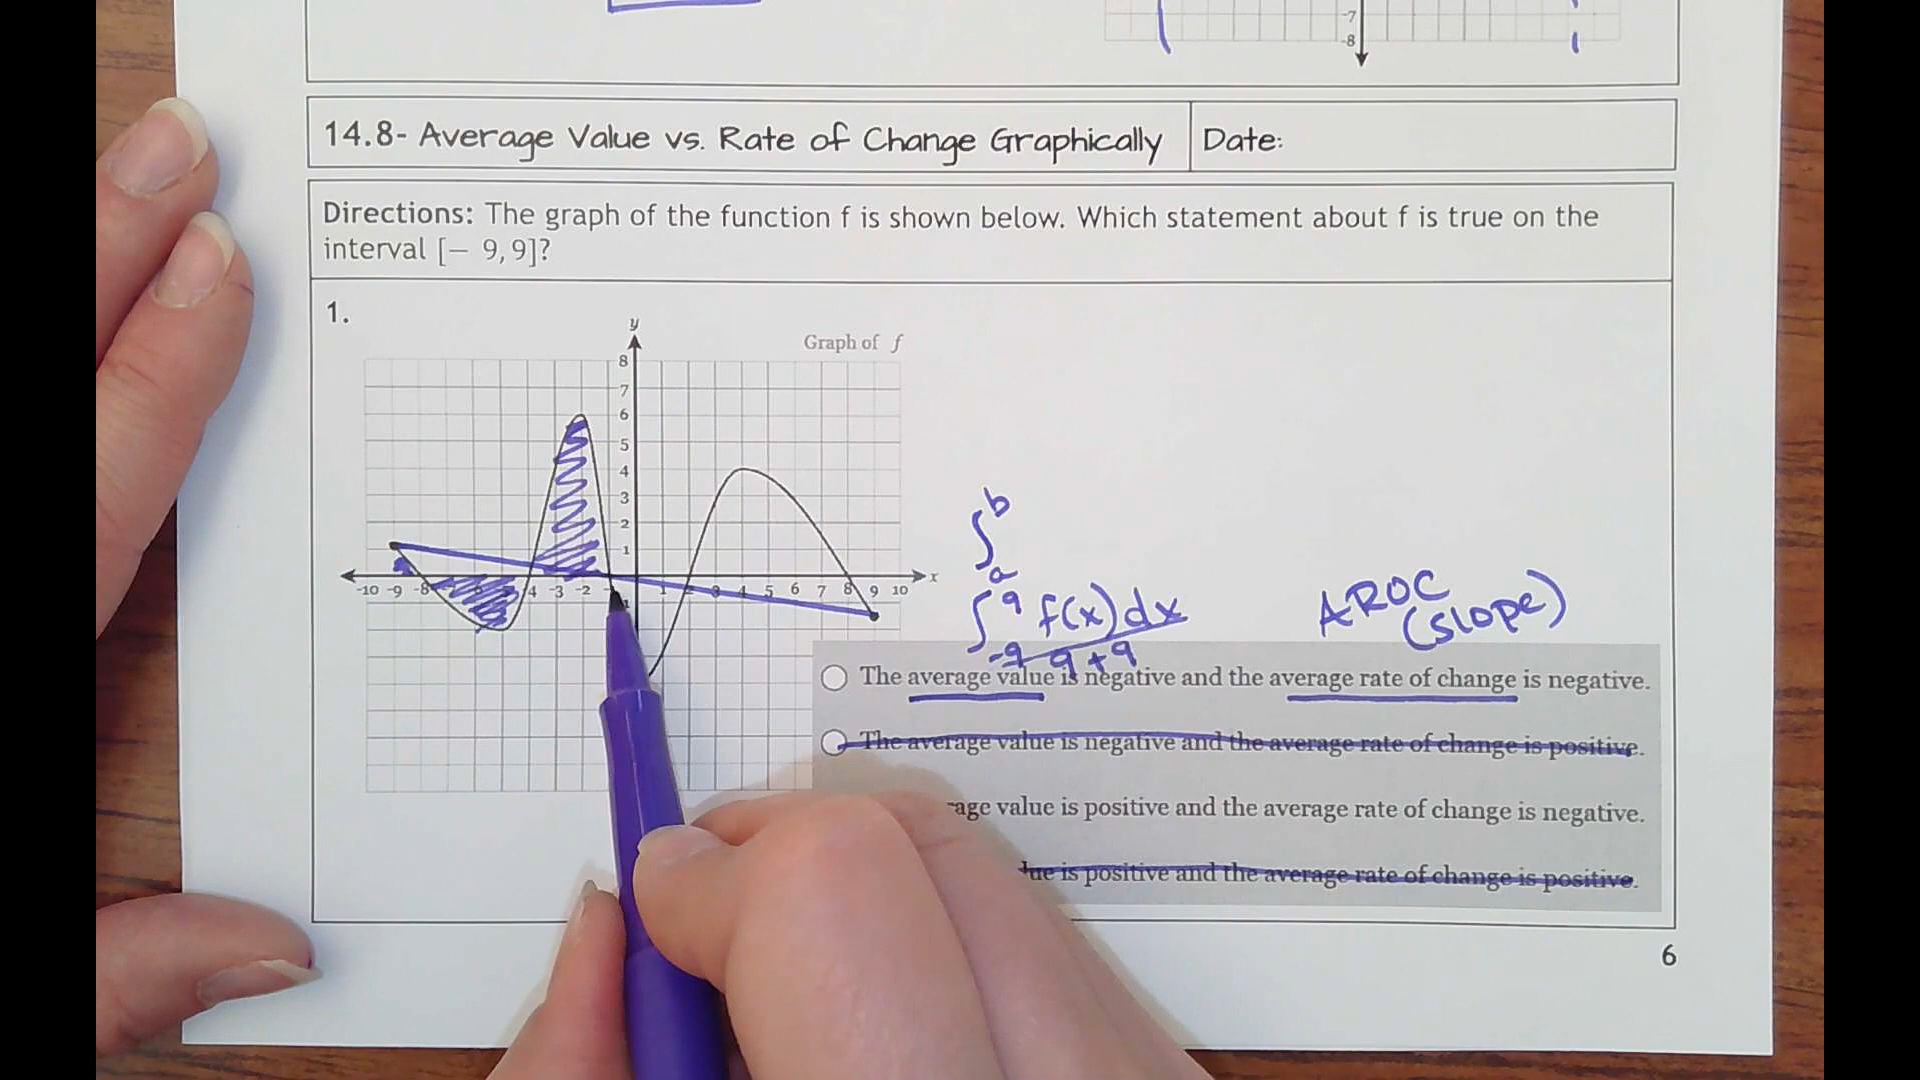 -7
-8
14.8- Average Value vs. Rate of Change Graphically
Date:
Directions: The graph of the function f is shown below. Which statement about f is true on the
interval [− 9, 9]?
1.
y
Graph of f
8
7
6
5
4
3
2
1
-10 -9 -8 4 -3 -2 1 2 3 4 5 6 7 8 9 10 x
∫ₐᵇ
∫₋₉⁹ f(x)dx
9+9
AROC
(slope)
The average value is negative and the average rate of change is negative.
The average value is negative and the average rate of change is positive.
age value is positive and the average rate of change is negative.
ue is positive and the average rate of change is positive.
6